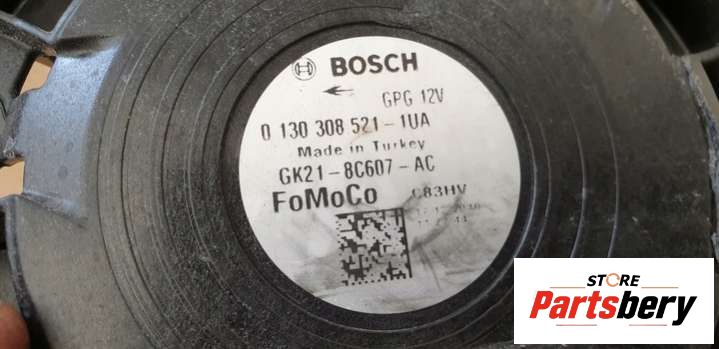 BOSCH
GPG 12V
0 130 308 521-1UA
Made in Turkey
GK21-8C607-AC
FoMoCo C83HV
STORE
Partsbery